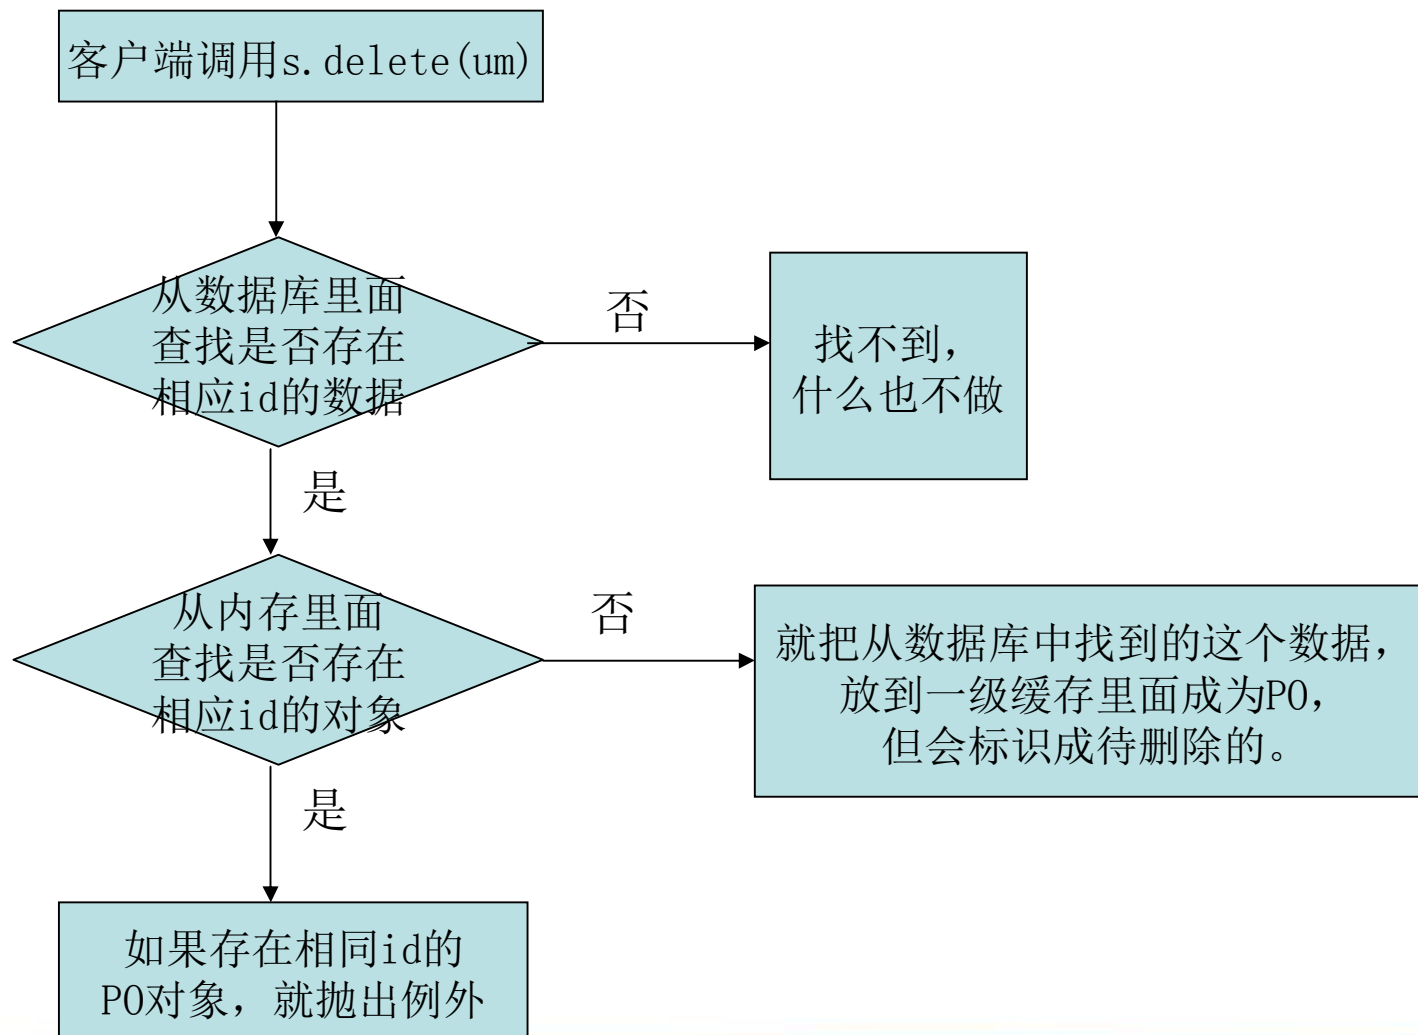 客户端调用s.delete(um)
从数据库里面
查找是否存在
相应id的数据
否
找不到，
什么也不做
是
从内存里面
查找是否存在
相应id的对象
否
就把从数据库中找到的这个数据，
放到一级缓存里面成为PO，
但会标识成待删除的。
是
如果存在相同id的
PO对象，就抛出例外